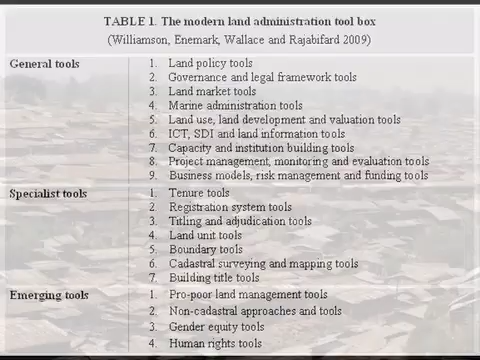 TABLE 1. The modern land administration tool box
(Williamson, Enemark, Wallace and Rajabifard 2009)
General tools
1. Land policy tools
2. Governance and legal framework tools
3. Land market tools
4. Marine administration tools
5. Land use, land development and valuation tools
6. ICT, SDI and land information tools
7. Capacity and institution building tools
8. Project management, monitoring and evaluation tools
9. Business models, risk management and funding tools
Specialist tools
1. Tenure tools
2. Registration system tools
3. Titling and adjudication tools
4. Land unit tools
5. Boundary tools
6. Cadastral surveying and mapping tools
7. Building title tools
Emerging tools
1. Pro-poor land management tools
2. Non-cadastral approaches and tools
3. Gender equity tools
4. Human rights tools